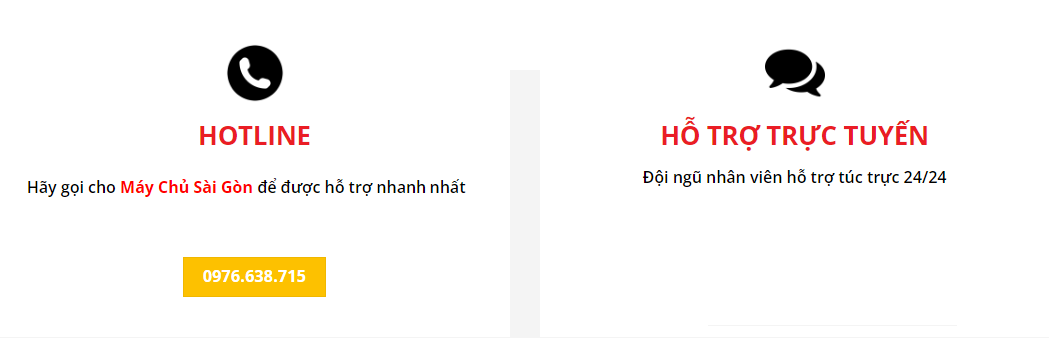 HOTLINE
Hãy gọi cho Máy Chủ Sài Gòn để được hỗ trợ nhanh nhất
0976.638.715
HỖ TRỢ TRỰC TUYẾN
Đội ngũ nhân viên hỗ trợ túc trực 24/24